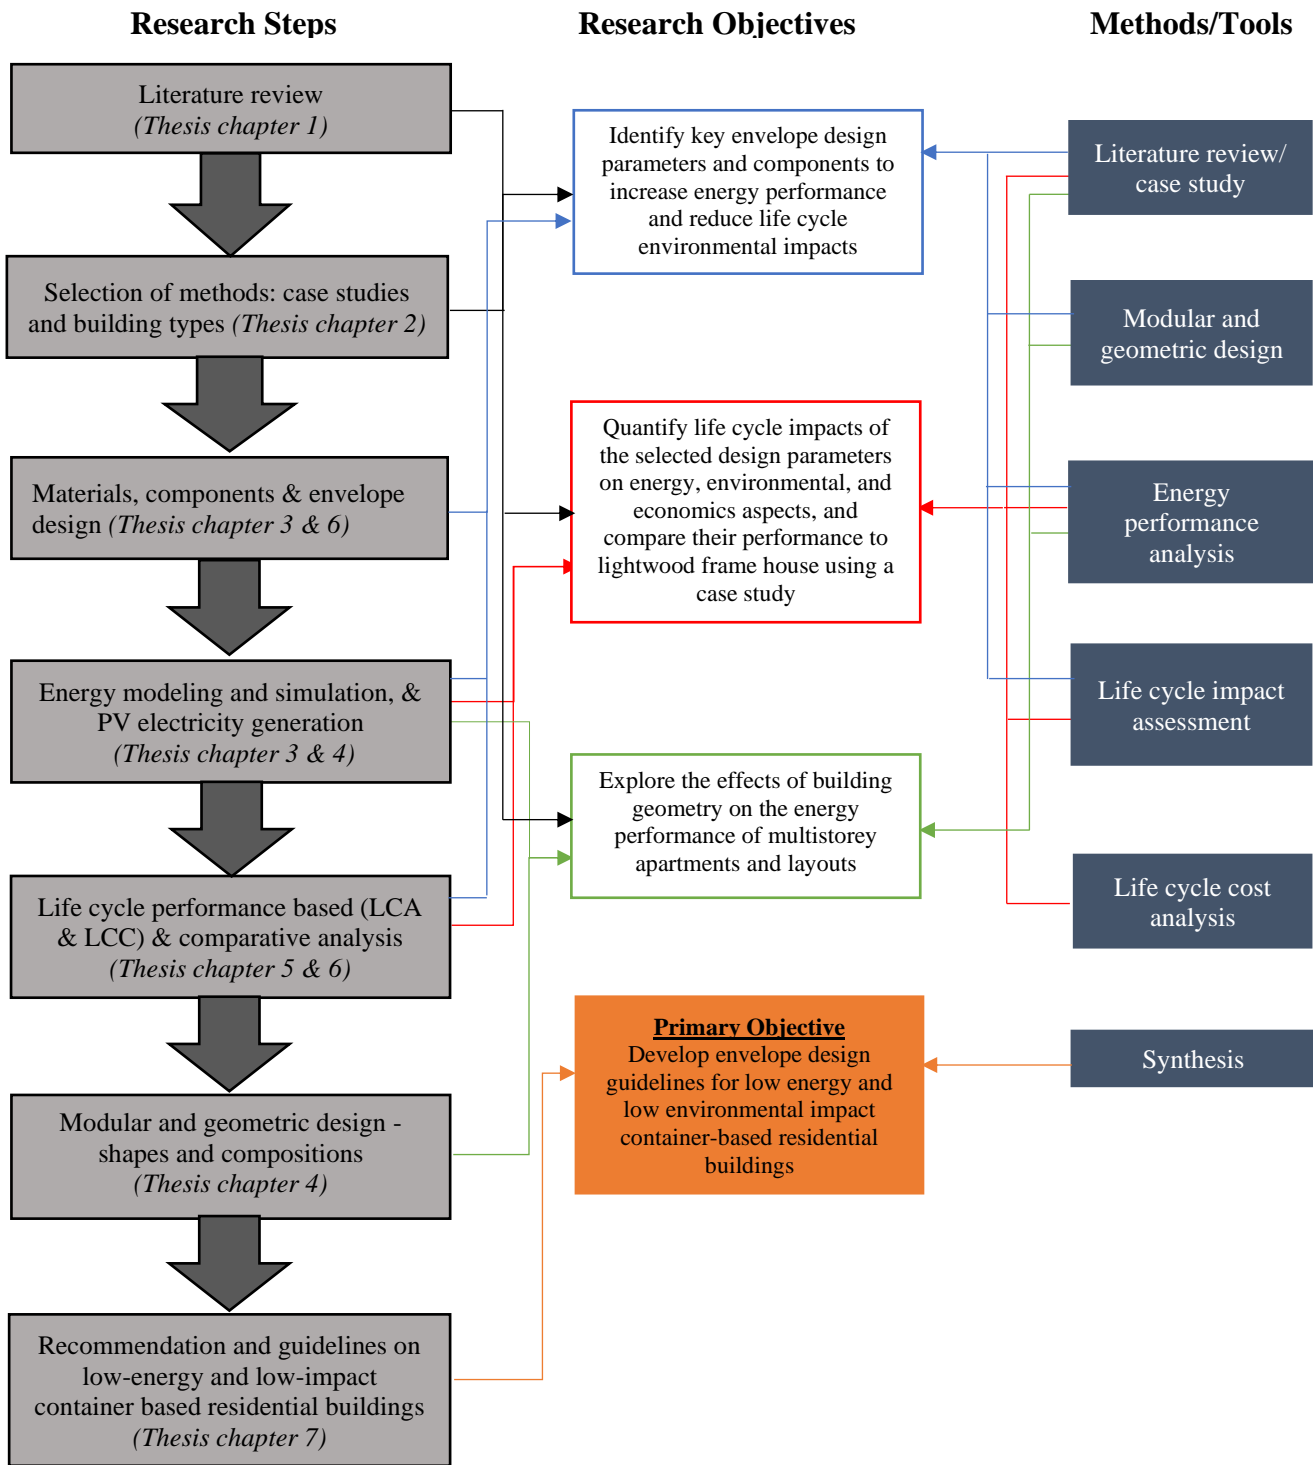 Research Steps
Research Objectives
Methods/Tools
Literature review
(Thesis chapter 1)
Selection of methods: case studies
and building types (Thesis chapter 2)
Materials, components & envelope
design (Thesis chapter 3 & 6)
Energy modeling and simulation, &
PV electricity generation
(Thesis chapter 3 & 4)
Life cycle performance based (LCA
& LCC) & comparative analysis
(Thesis chapter 5 & 6)
Modular and geometric design -
shapes and compositions
(Thesis chapter 4)
Recommendation and guidelines on
low-energy and low-impact
container based residential buildings
(Thesis chapter 7)
Identify key envelope design
parameters and components to
increase energy performance
and reduce life cycle
environmental impacts
Quantify life cycle impacts of
the selected design parameters
on energy, environmental, and
economics aspects, and
compare their performance to
lightwood frame house using a
case study
Explore the effects of building
geometry on the energy
performance of multistorey
apartments and layouts
Primary Objective
Develop envelope design
guidelines for low energy and
low environmental impact
container-based residential
buildings
Literature review/
case study
Modular and
geometric design
Energy
performance
analysis
Life cycle impact
assessment
Life cycle cost
analysis
Synthesis